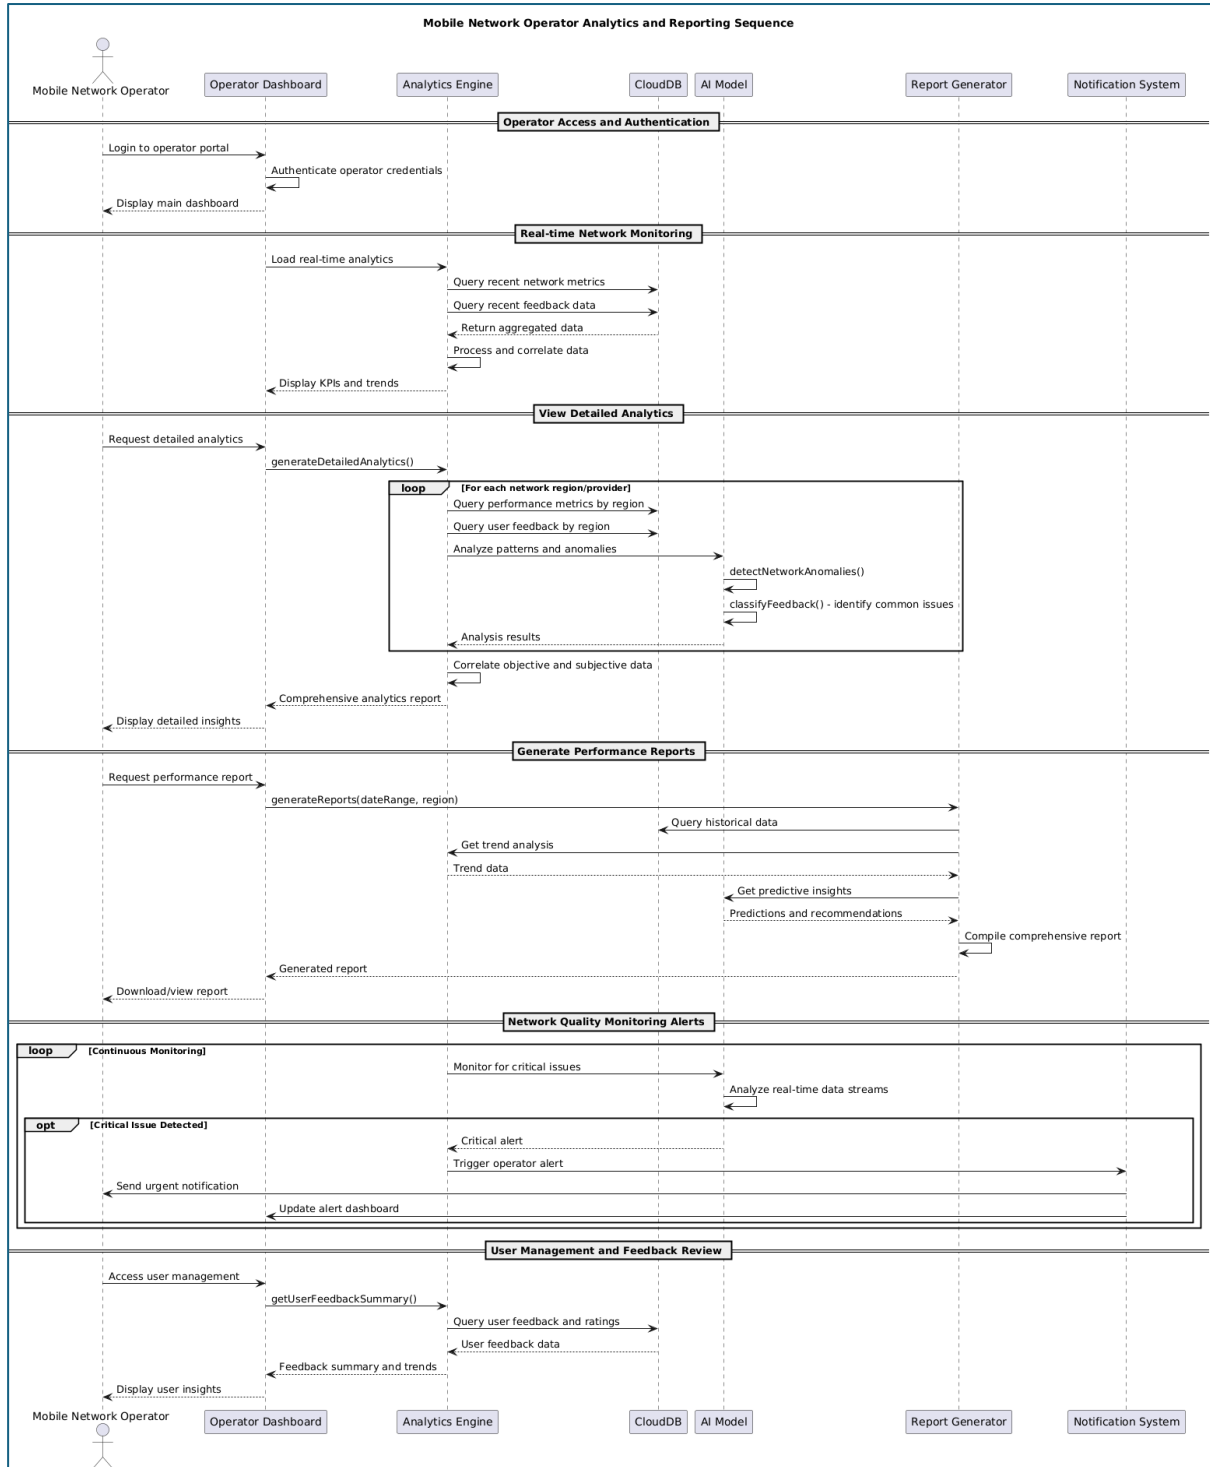 Mobile Network Operator Analytics and Reporting Sequence
Mobile Network Operator
Operator Dashboard
Analytics Engine
CloudDB
AI Model
Report Generator
Notification System
Operator Access and Authentication
Login to operator portal
Authenticate operator credentials
Display main dashboard
Real-time Network Monitoring
Load real-time analytics
Query recent network metrics
Query recent feedback data
Return aggregated data
Process and correlate data
Display KPIs and trends
View Detailed Analytics
Request detailed analytics
generateDetailedAnalytics()
loop [For each network region/provider]
Query performance metrics by region
Query user feedback by region
Analyze patterns and anomalies
detectNetworkAnomalies()
classifyFeedback() - identify common issues
Analysis results
Correlate objective and subjective data
Comprehensive analytics report
Display detailed insights
Generate Performance Reports
Request performance report
generateReports(dateRange, region)
Query historical data
Get trend analysis
Trend data
Get predictive insights
Predictions and recommendations
Compile comprehensive report
Generated report
Download/view report
Network Quality Monitoring Alerts
loop [Continuous Monitoring]
Monitor for critical issues
Analyze real-time data streams
opt [Critical Issue Detected]
Critical alert
Trigger operator alert
Send urgent notification
Update alert dashboard
User Management and Feedback Review
Access user management
getUserFeedbackSummary()
Query user feedback and ratings
User feedback data
Feedback summary and trends
Display user insights
Mobile Network Operator
Operator Dashboard
Analytics Engine
CloudDB
AI Model
Report Generator
Notification System